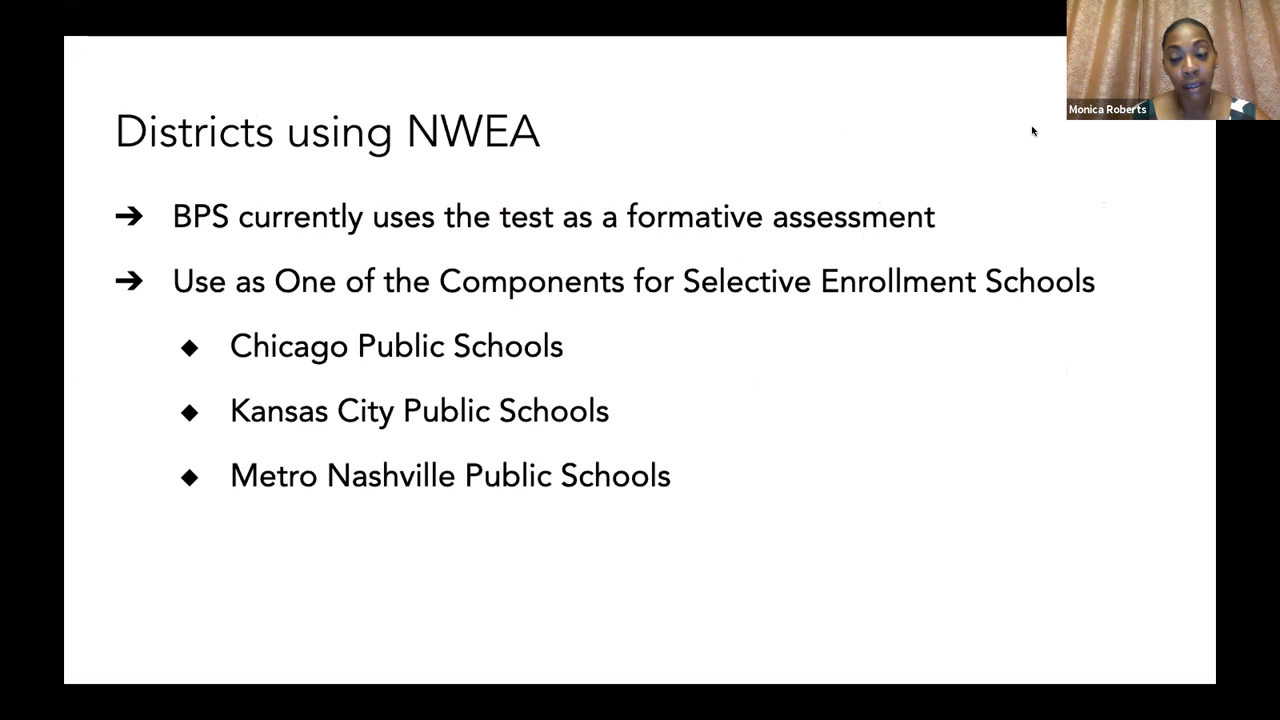 Districts using NWEA
➔ BPS currently uses the test as a formative assessment
➔ Use as One of the Components for Selective Enrollment Schools
◆ Chicago Public Schools
◆ Kansas City Public Schools
◆ Metro Nashville Public Schools
Monica Roberts